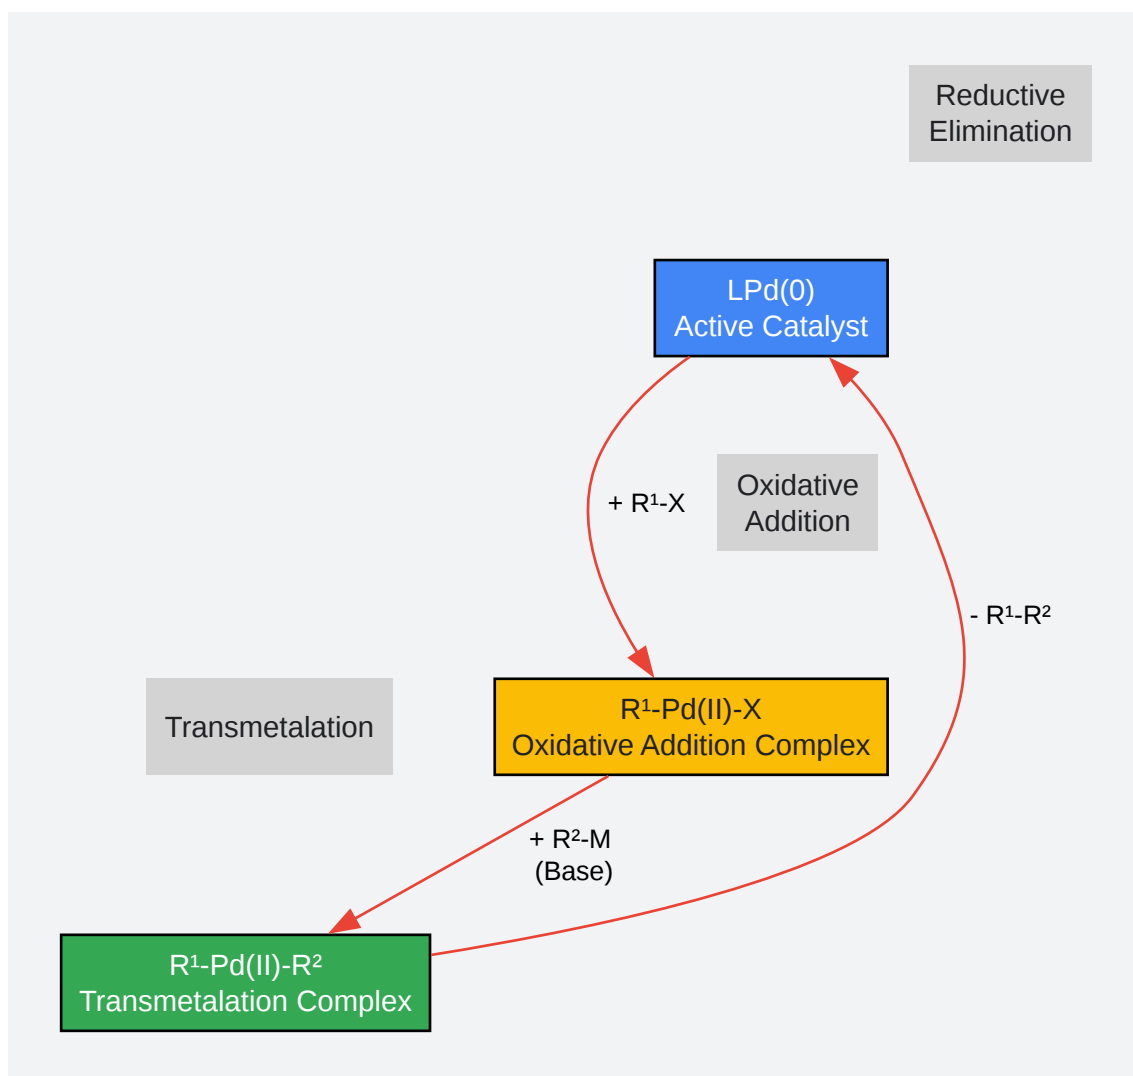 Reductive
Elimination
LPd(0)
Active Catalyst
+ R¹-X
Oxidative
Addition
- R¹-R²
Transmetalation
R¹-Pd(II)-X
Oxidative Addition Complex
+ R²-M
(Base)
R¹-Pd(II)-R²
Transmetalation Complex